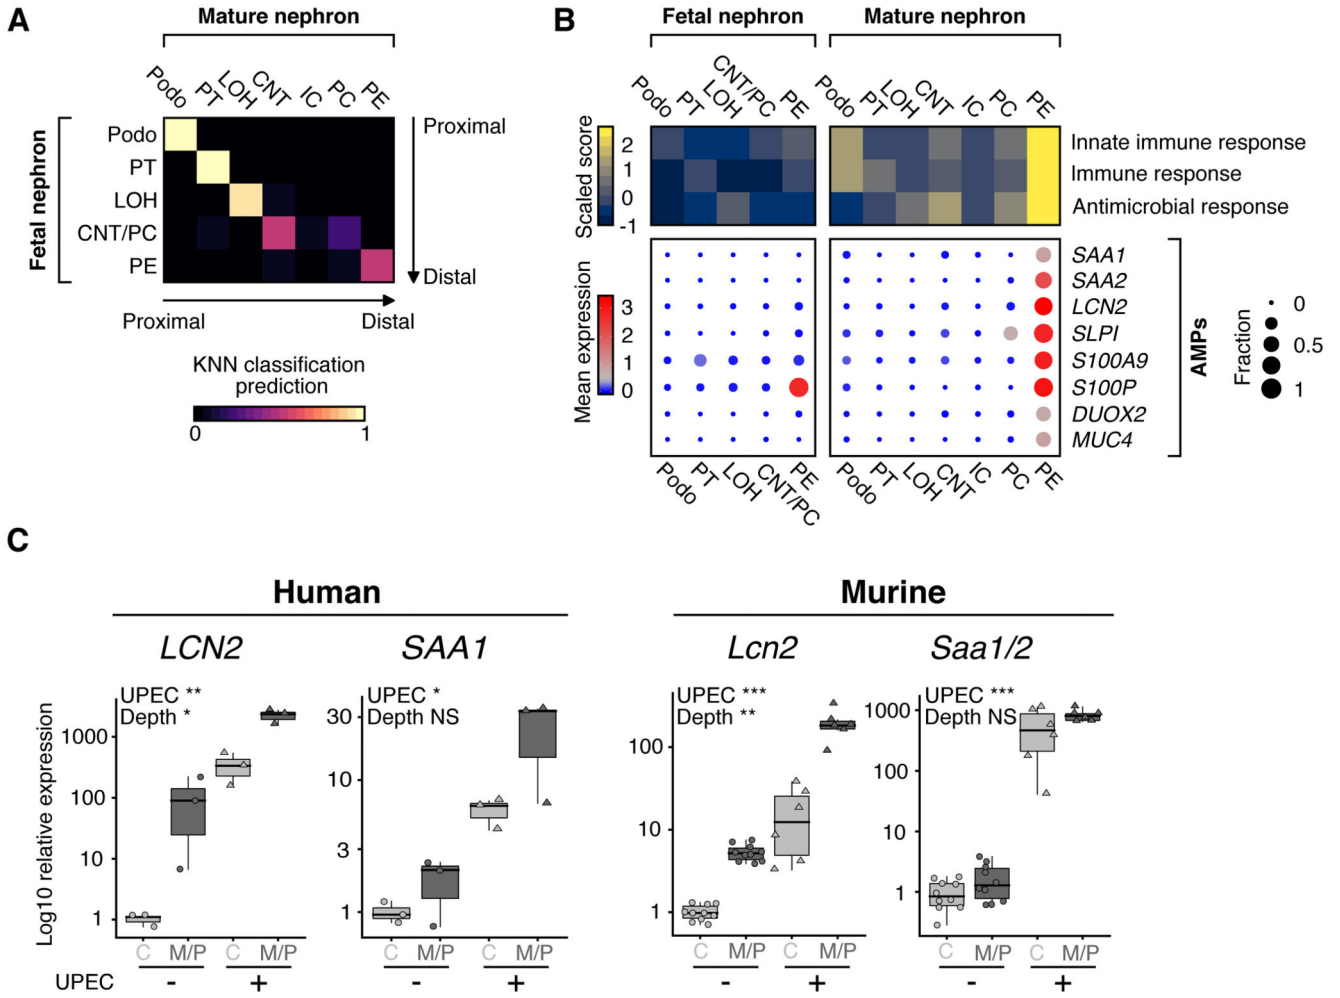 A
Mature nephron
Podo PT LOH CNT IC PC PE
Fetal nephron
Podo
PT
LOH
CNT/PC
PE
Proximal
Distal
Proximal Distal
KNN classification
prediction
0 1
B
Fetal nephron Mature nephron
Podo PT LOH CNT/PC PE Podo PT LOH CNT IC PC PE
Scaled score
2
1
0
-1
Innate immune response
Immune response
Antimicrobial response
Mean expression
3
2
1
0
SAA1
SAA2
LCN2
SLPI
S100A9
S100P
DUOX2
MUC4
AMPs
Fraction
0
0.5
1
Podo PT LOH CNT/PC PE Podo PT LOH CNT IC PC PE
C
Human Murine
LCN2 SAA1 Lcn2 Saa1/2
Log10 relative expression
UPEC **
Depth *
1000
100
10
1
C M/P C M/P
UPEC - +
UPEC *
Depth NS
30
10
3
1
C M/P C M/P
- +
UPEC ***
Depth **
100
10
1
C M/P C M/P
- +
UPEC ***
Depth NS
1000
100
10
1
C M/P C M/P
- +